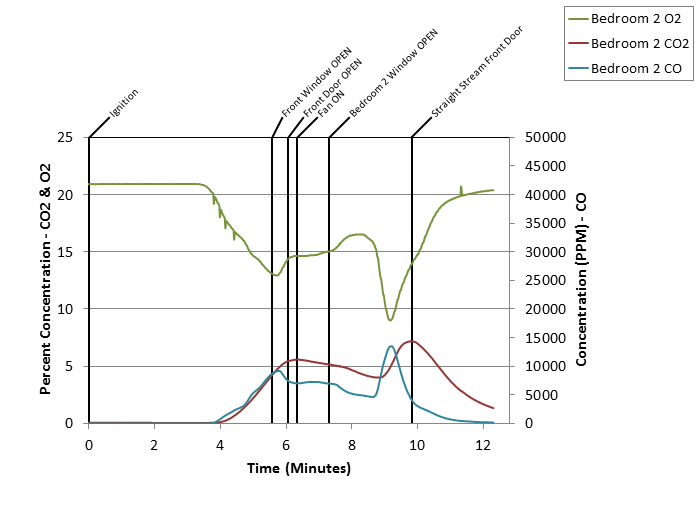 Bedroom 2 O2
Bedroom 2 CO2
Bedroom 2 CO
Ignition
Front Window OPEN
Front Door OPEN
Fan ON
Bedroom 2 Window OPEN
Straight Stream Front Door
25
20
15
10
5
0
Percent Concentration - CO2 & O2
50000
45000
40000
35000
30000
25000
20000
15000
10000
5000
0
Concentration (PPM) - CO
0 2 4 6 8 10 12
Time (Minutes)